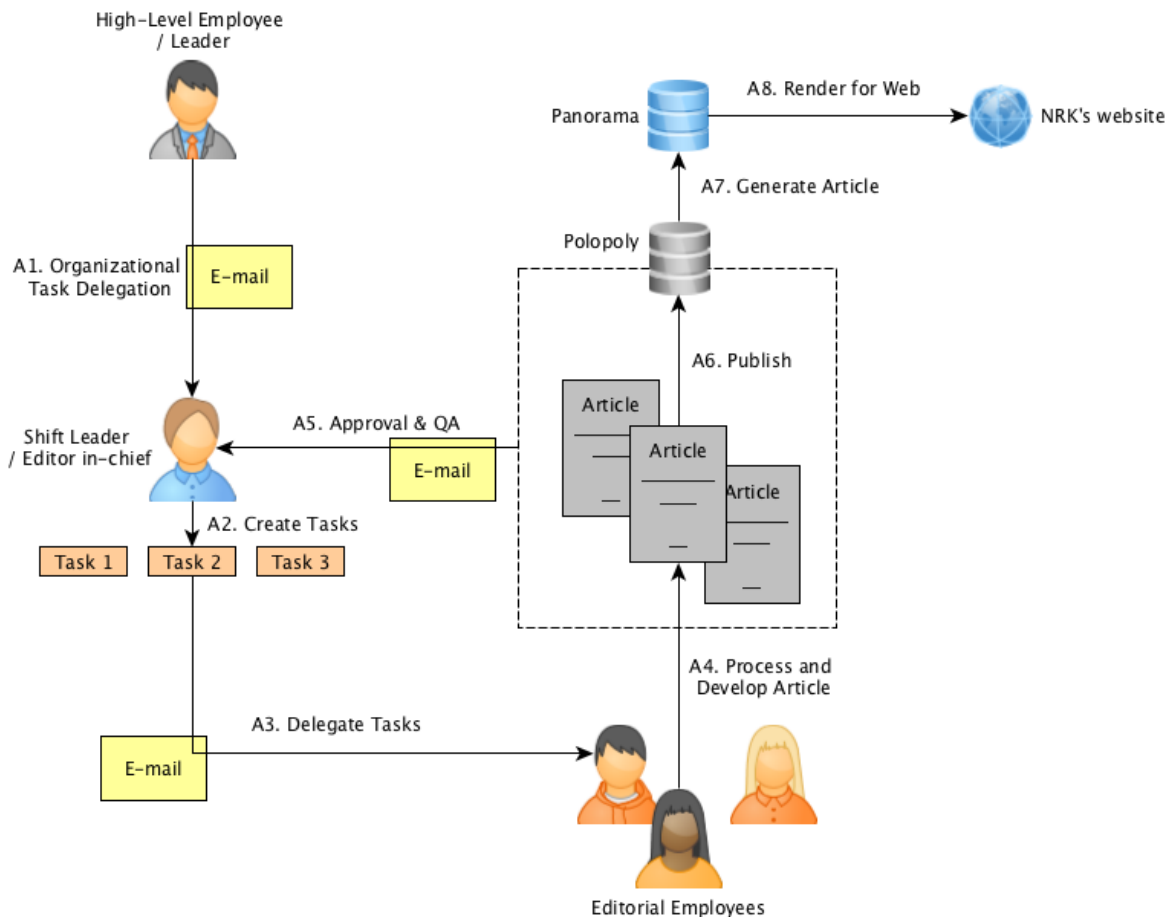 High-Level Employee
/ Leader
A8. Render for Web
Panorama
NRK's website
A7. Generate Article
Polopoly
A1. Organizational
Task Delegation
E-mail
A6. Publish
Article
Article
Article
A5. Approval & QA
E-mail
Shift Leader
/ Editor in-chief
A2. Create Tasks
Task 1
Task 2
Task 3
A4. Process and
Develop Article
A3. Delegate Tasks
E-mail
Editorial Employees